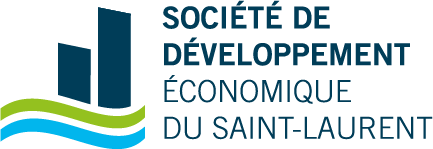 SOCIÉTÉ DE
DÉVELOPPEMENT
ÉCONOMIQUE
DU SAINT-LAURENT